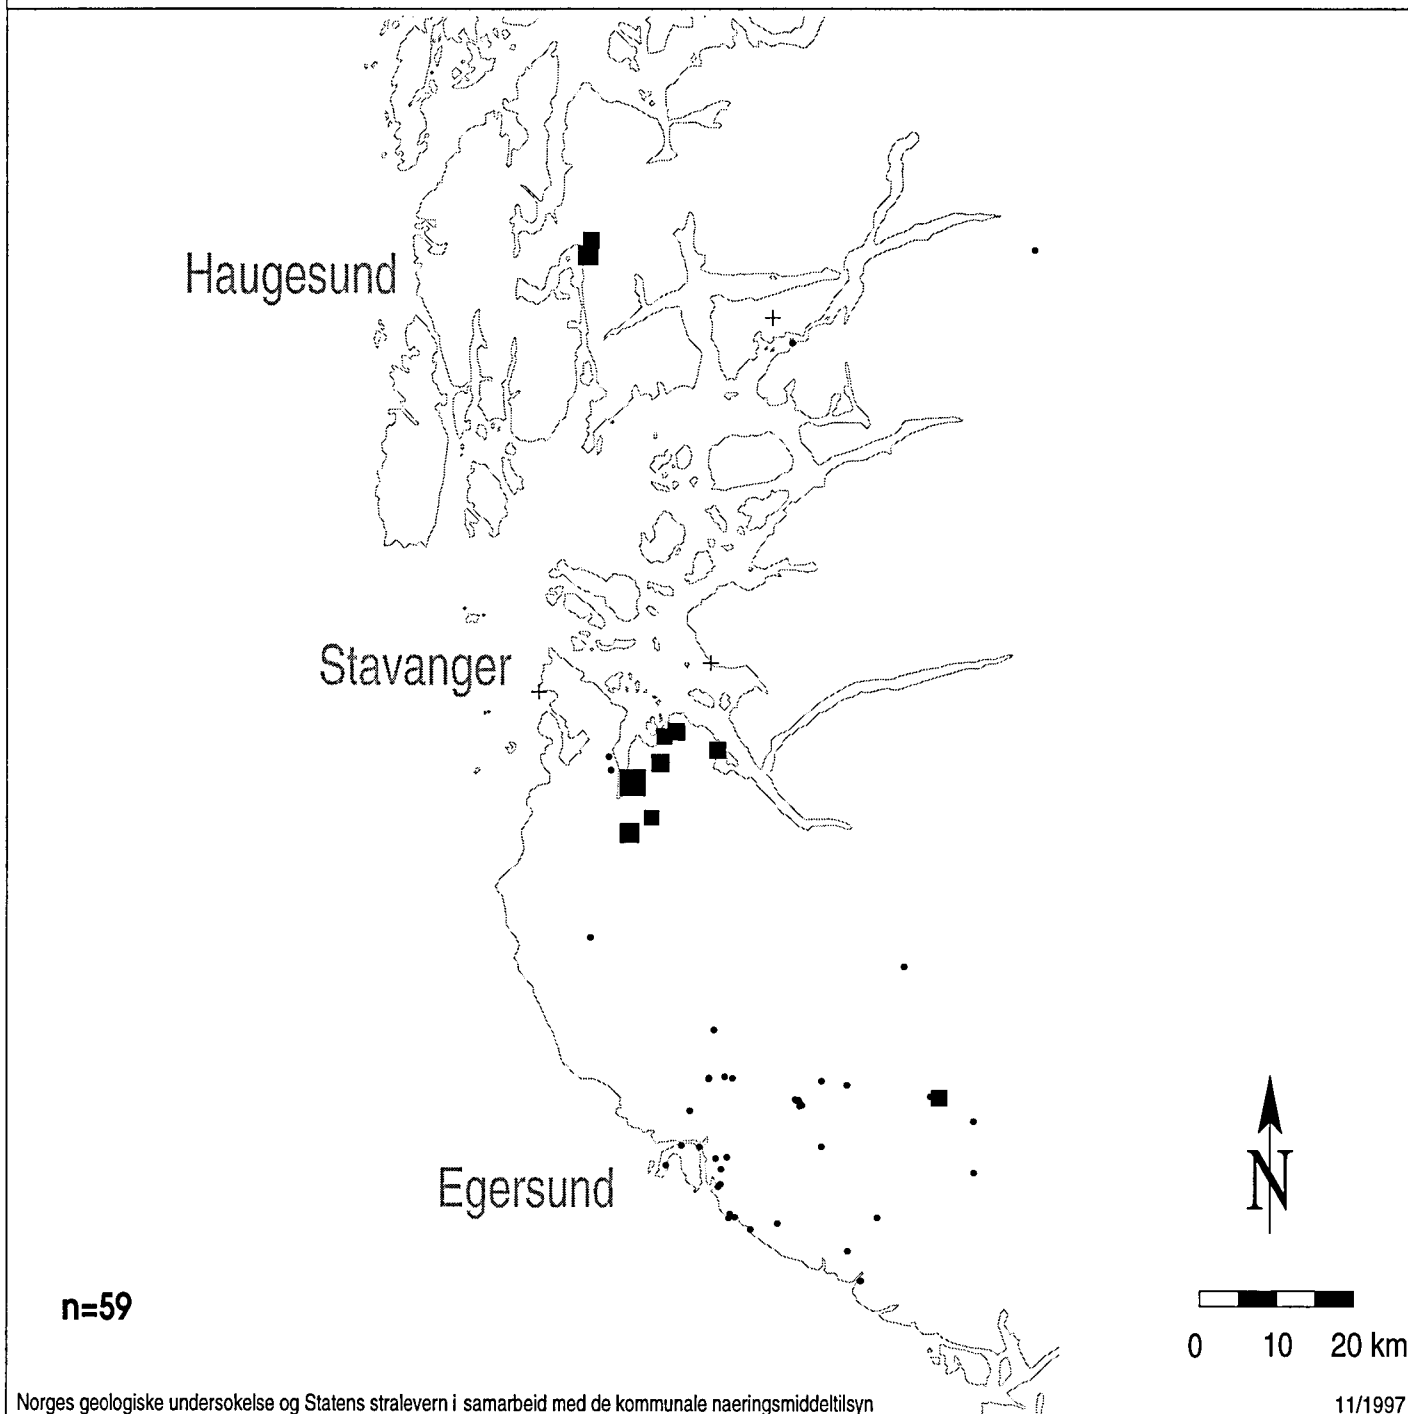 Haugesund
Stavanger
Egersund
N
n=59
0 10 20 km
Norges geologiske undersokelse og Statens stralevern i samarbeid med de kommunale naeringsmiddeltilsyn
11/1997